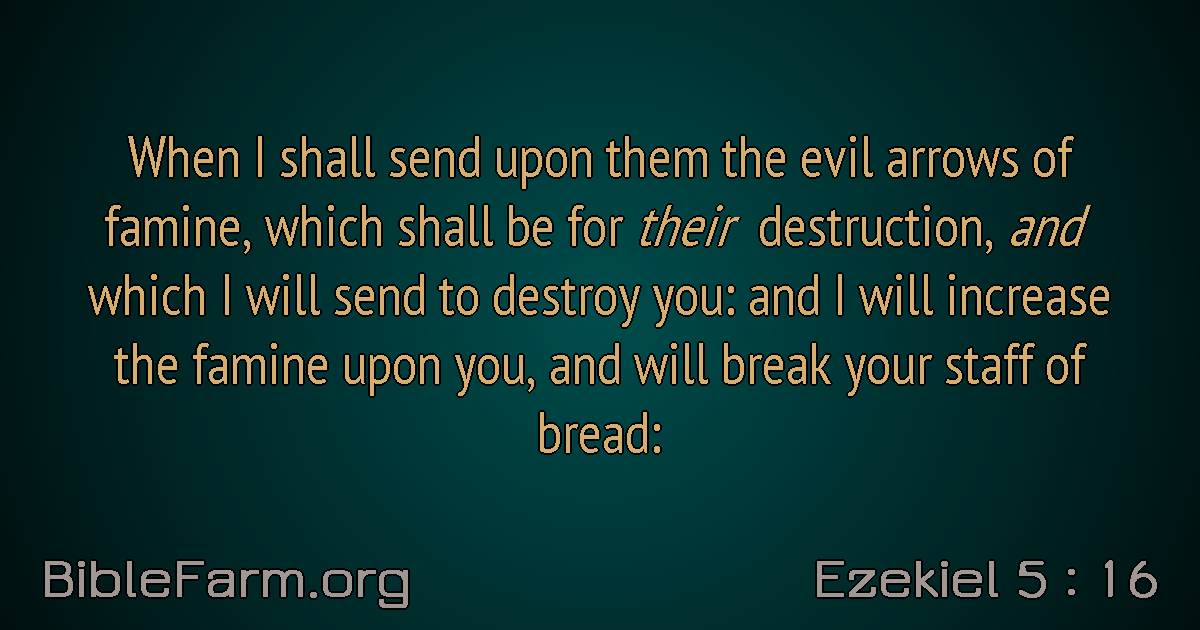 When I shall send upon them the evil arrows of
famine, which shall be for their destruction, and
which I will send to destroy you: and I will increase
the famine upon you, and will break your staff of
bread:
BibleFarm.org
Ezekiel 5 : 16